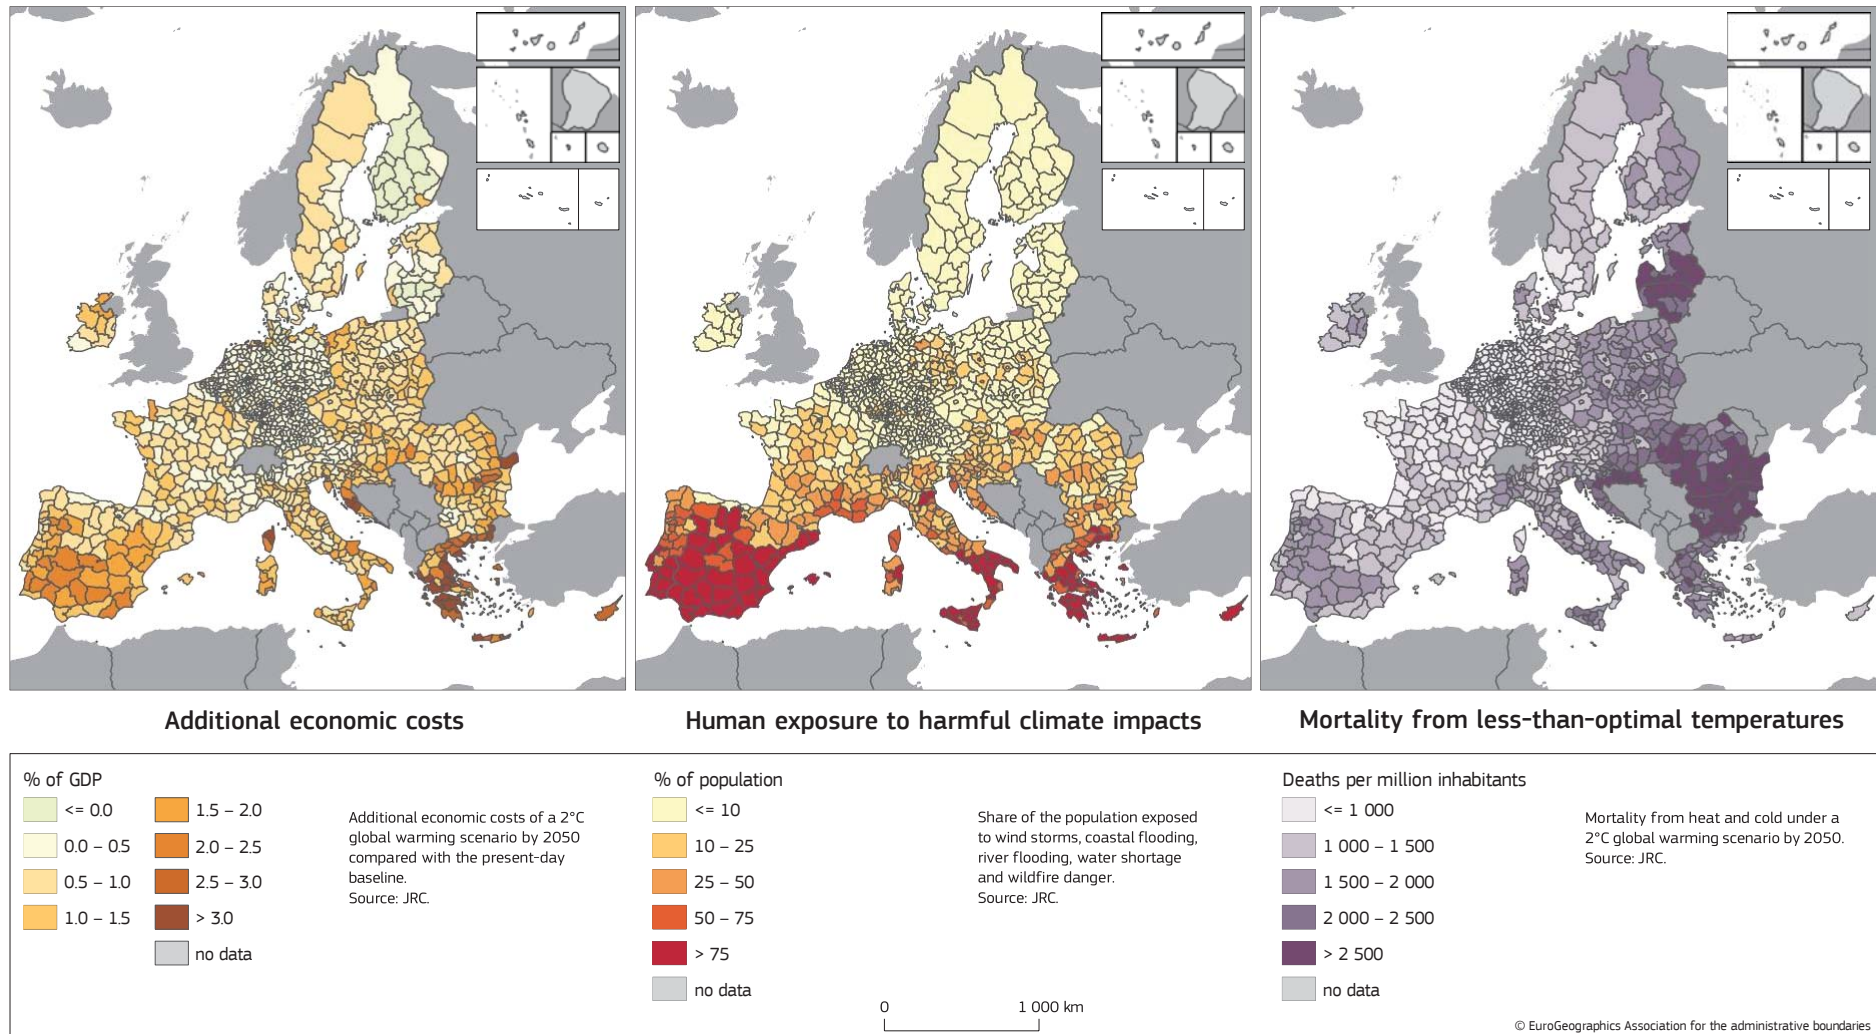 Additional economic costs
Human exposure to harmful climate impacts
Mortality from less-than-optimal temperatures
% of GDP
<= 0.0
0.0 – 0.5
0.5 – 1.0
1.0 – 1.5
1.5 – 2.0
2.0 – 2.5
2.5 – 3.0
> 3.0
no data
Additional economic costs of a 2°C
global warming scenario by 2050
compared with the present-day
baseline.
Source: JRC.
% of population
<= 10
10 – 25
25 – 50
50 – 75
> 75
no data
Share of the population exposed
to wind storms, coastal flooding,
river flooding, water shortage
and wildfire danger.
Source: JRC.
0 1 000 km
Deaths per million inhabitants
<= 1 000
1 000 – 1 500
1 500 – 2 000
2 000 – 2 500
> 2 500
no data
Mortality from heat and cold under a
2°C global warming scenario by 2050.
Source: JRC.
© EuroGeographics Association for the administrative boundaries